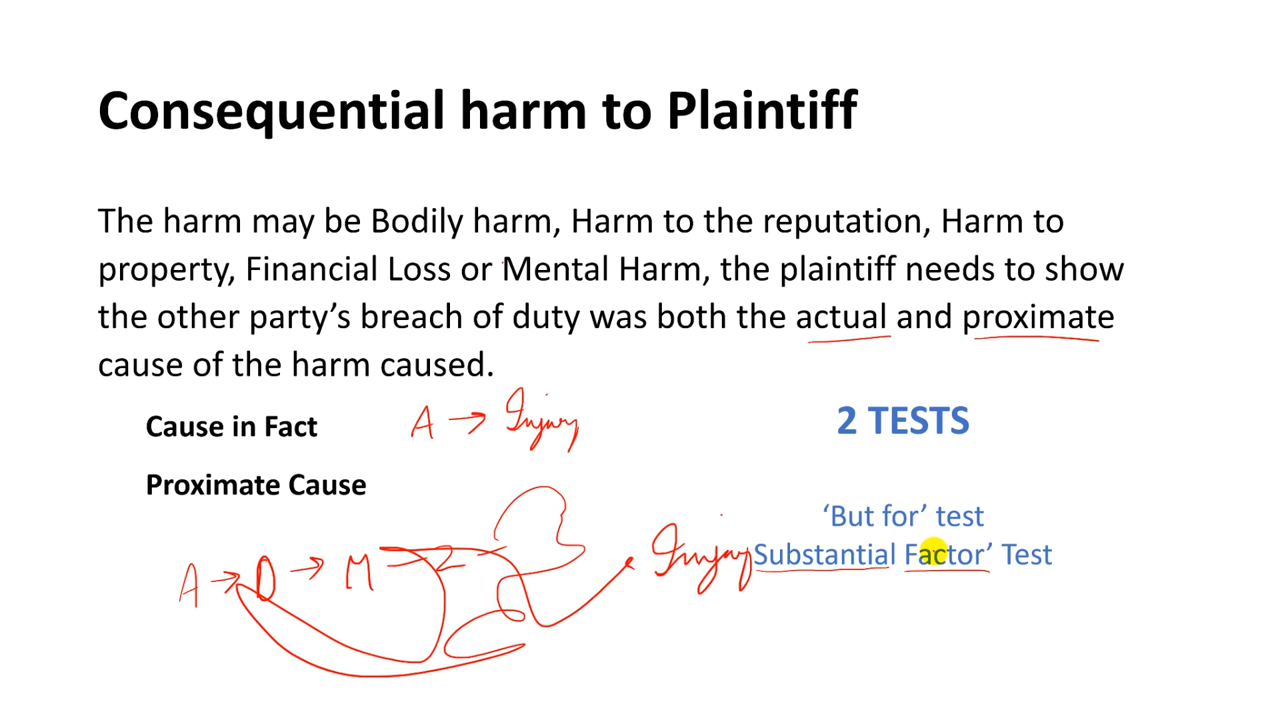 Consequential harm to Plaintiff
The harm may be Bodily harm, Harm to the reputation, Harm to
property, Financial Loss or Mental Harm, the plaintiff needs to show
the other party’s breach of duty was both the actual and proximate
cause of the harm caused.
Cause in Fact
A → Injury
Proximate Cause
A → D → M
Injury
2 TESTS
‘But for’ test
Substantial Factor’ Test